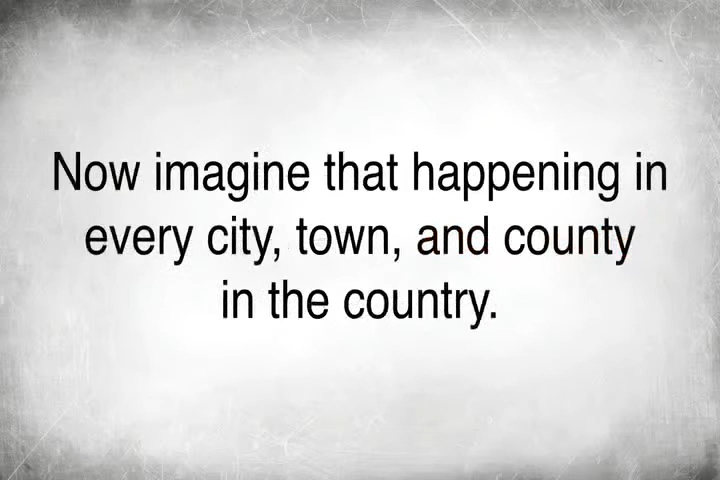 Now imagine that happening in
every city, town, and county
in the country.